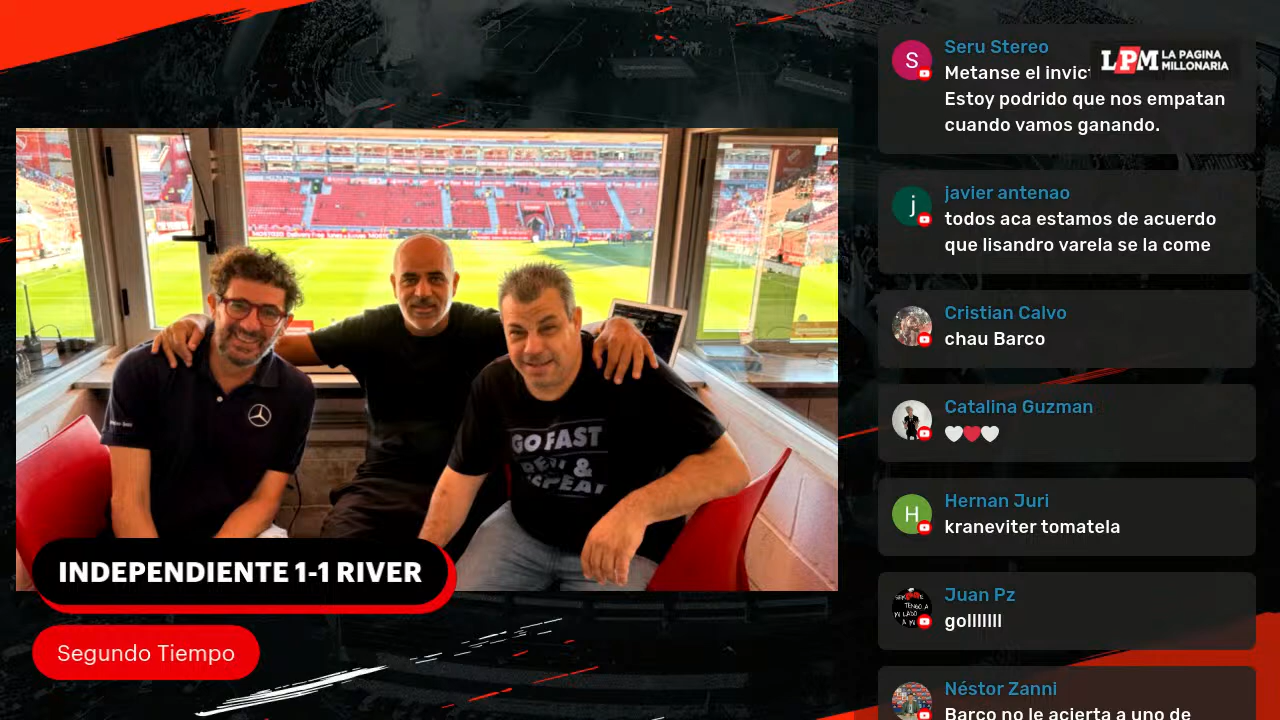 Seru Stereo
Metanse el
Estoy podrido que nos empatan
cuando vamos ganando.
LPM
LA PAGINA
MILLONARIA
javier antenao
todos aca estamos de acuerdo
que lisandro varela se la come
Cristian Calvo
chau Barco
Catalina Guzman
🤍❤️🤍
Hernan Juri
kraneviter tomatela
Juan Pz
golllllll
Néstor Zanni
Barco no le acierta a uno de
GO FAST
&
INDEPENDIENTE 1-1 RIVER
Segundo Tiempo
S
j
H